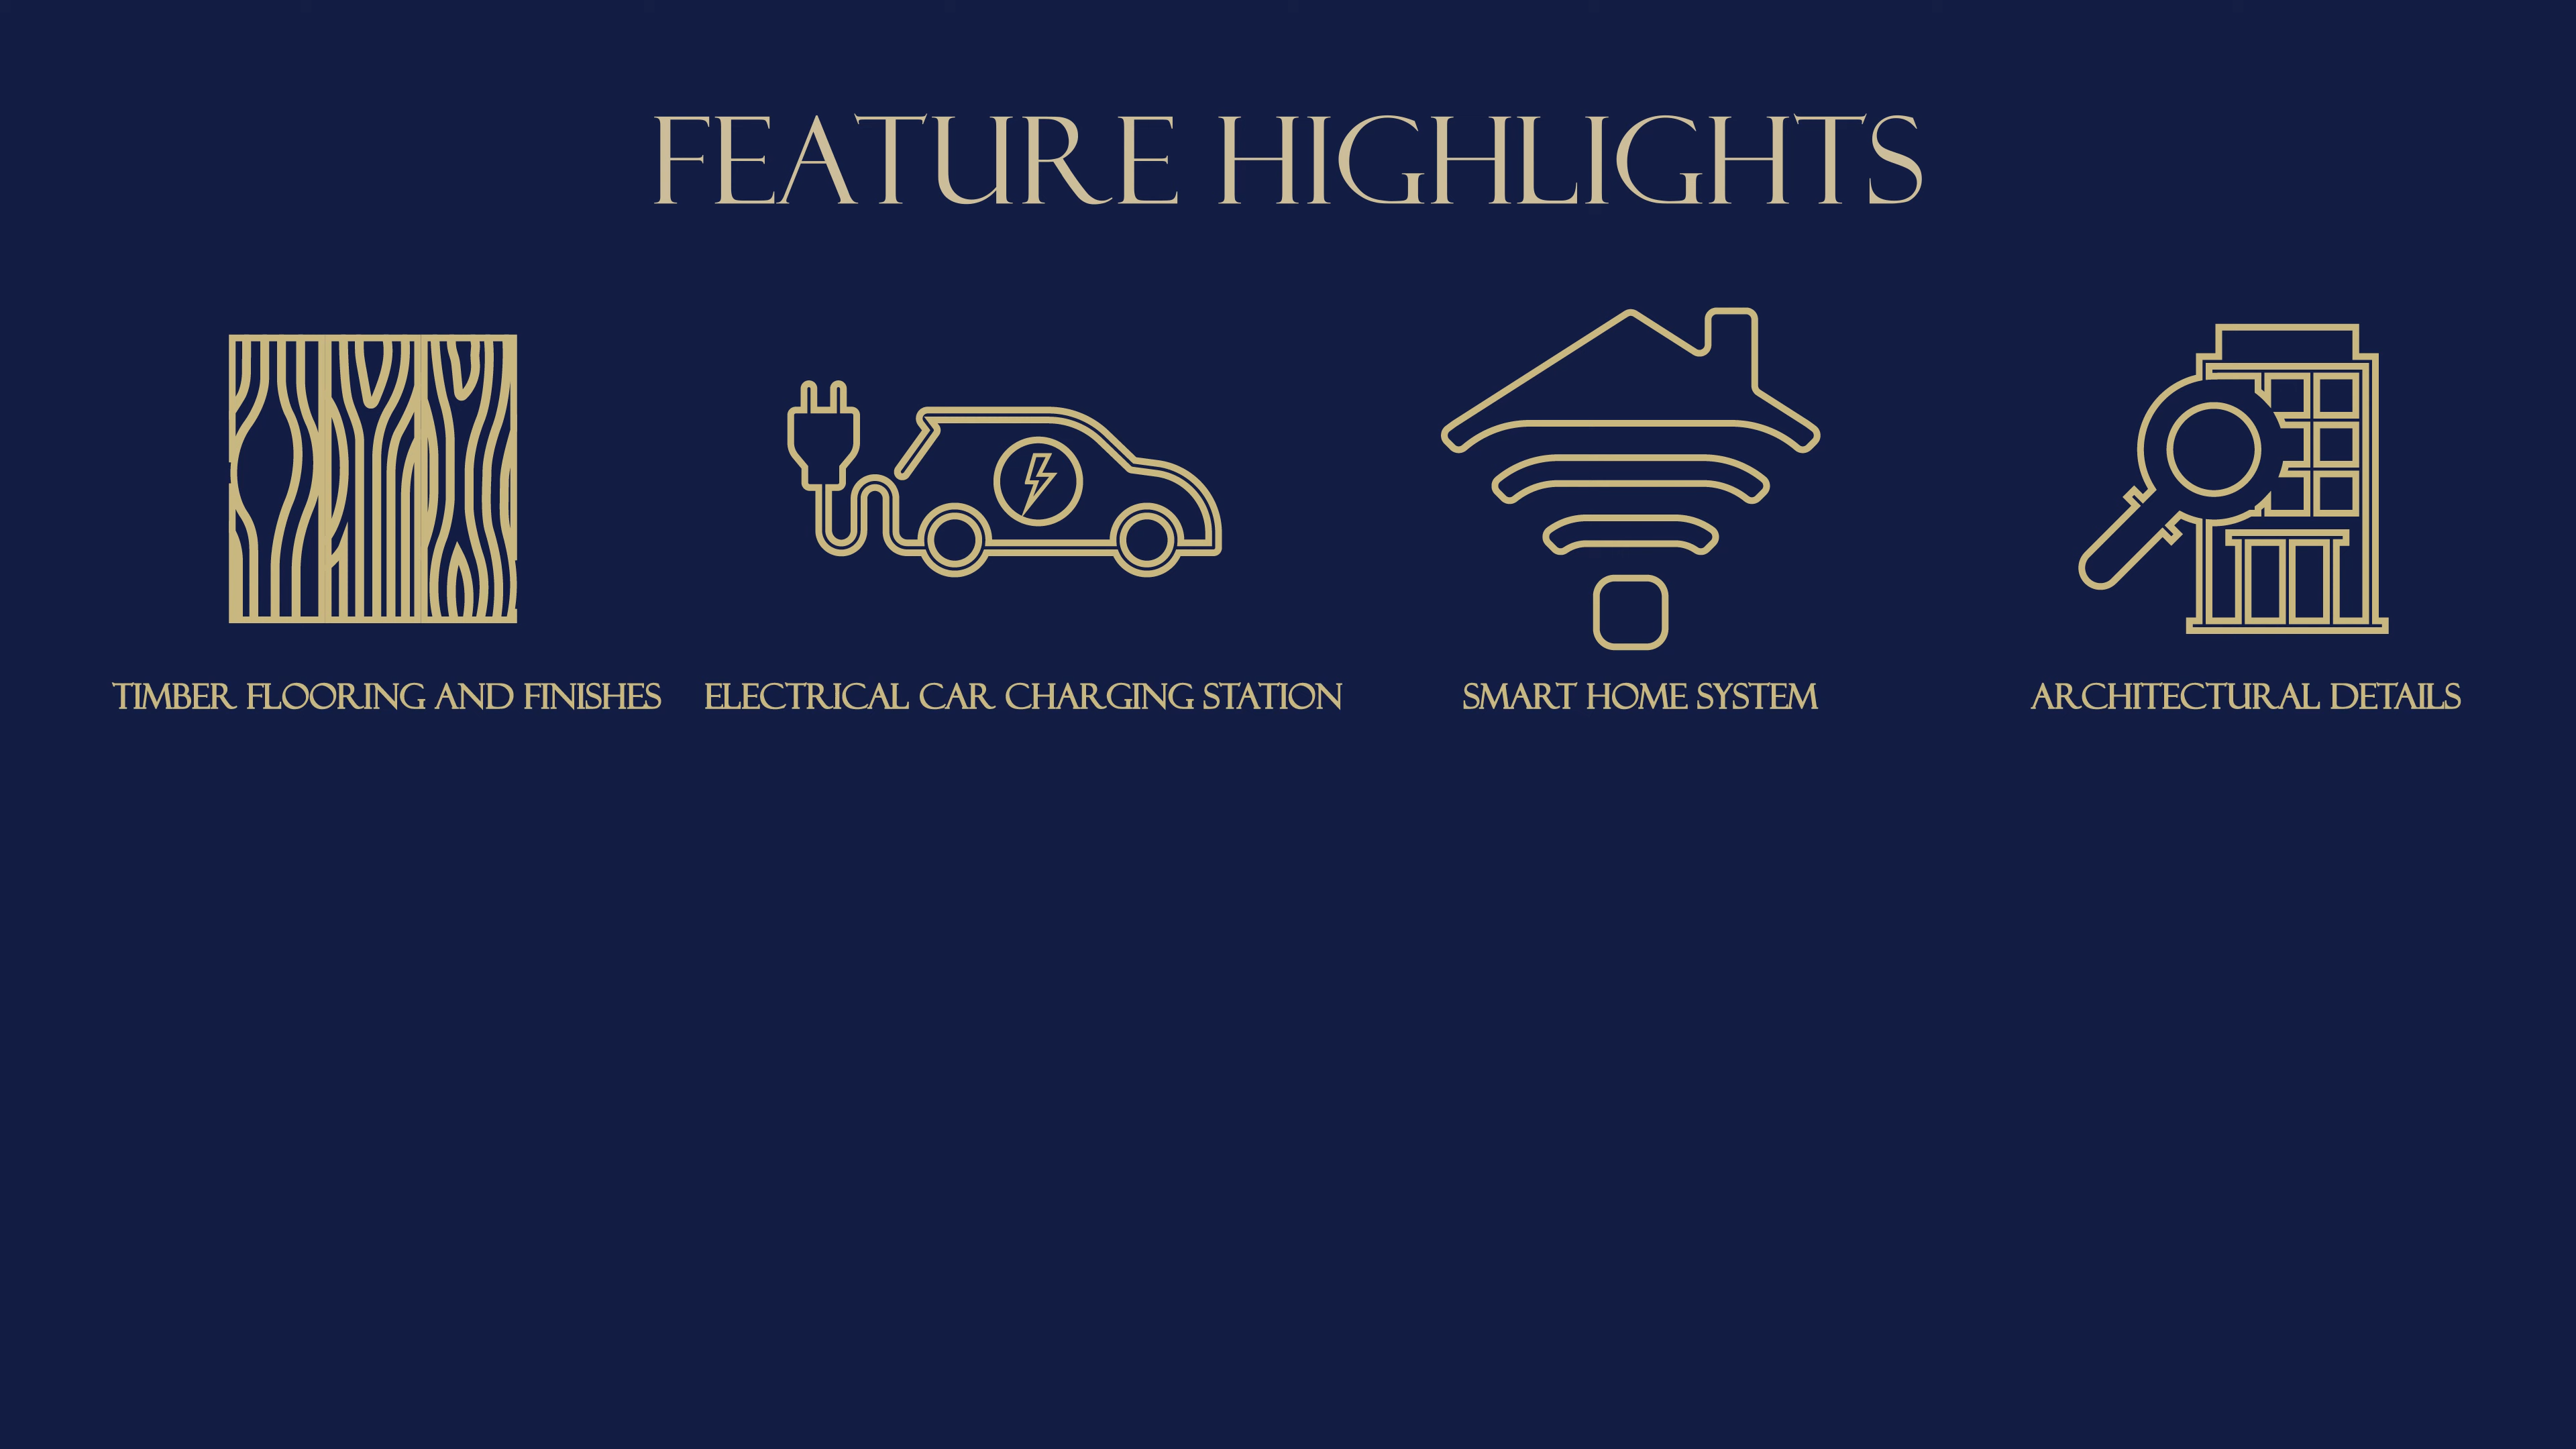 FEATURE HIGHLIGHTS
TIMBER FLOORING AND FINISHES
ELECTRICAL CAR CHARGING STATION
SMART HOME SYSTEM
ARCHITECTURAL DETAILS